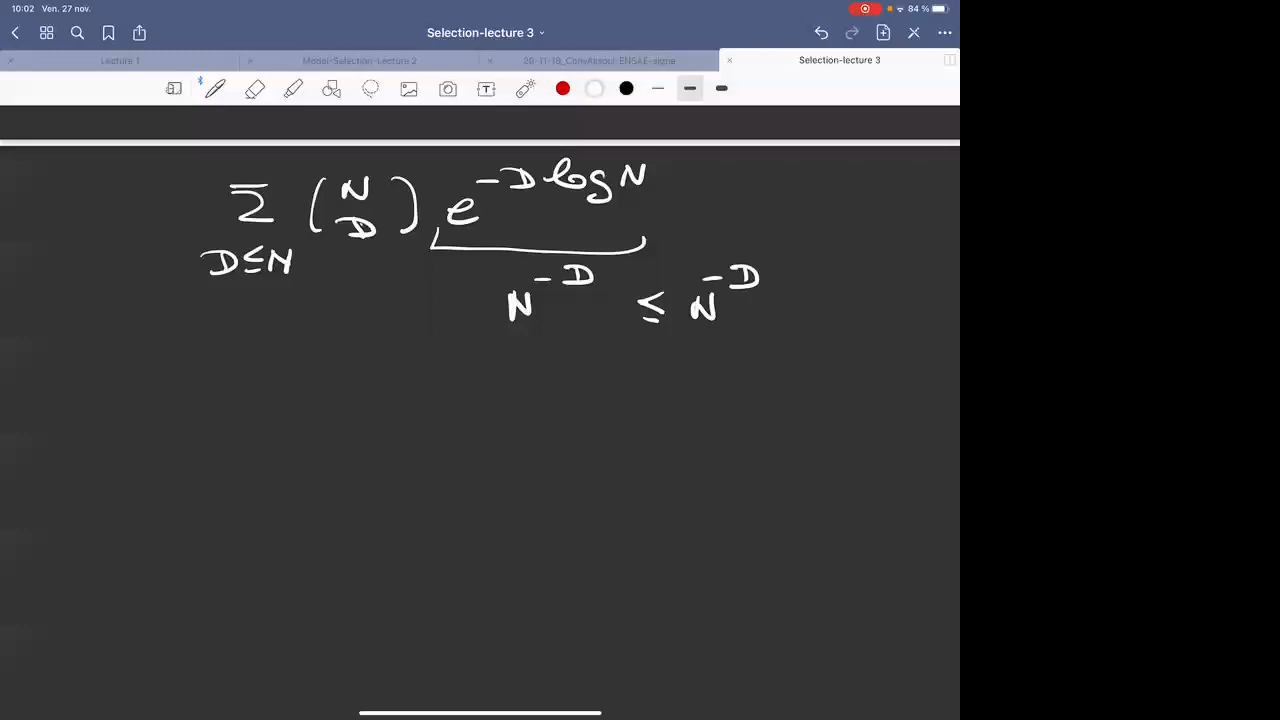 10:02 Ven. 27 nov. 84 %
Selection-lecture 3
Lecture 1 Model-Selection-Lecture 2 20-11-18_ConvAssoul ENSAE-signe Selection-lecture 3
Σ (N D) e^{-D log N}
D ≤ N
N^{-D} ≤ N^{-D}